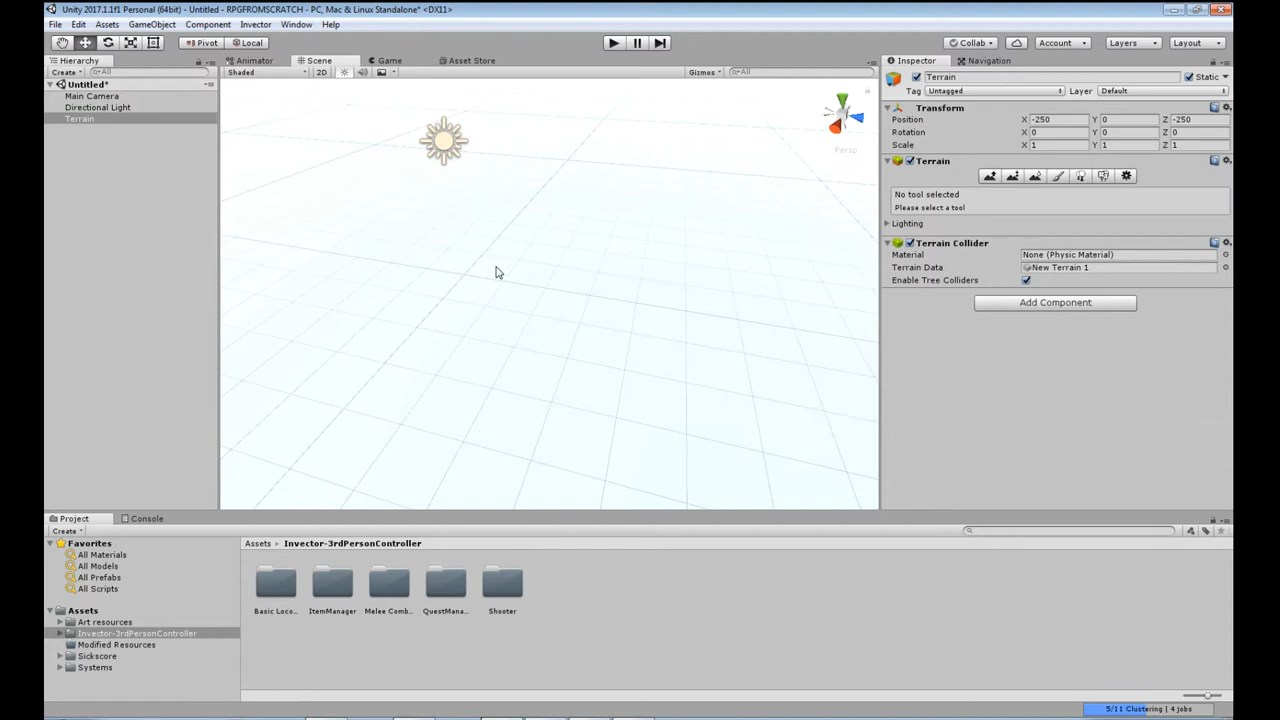 Unity 2017.1.1f1 Personal (64bit) - Untitled - RPGFROMSCRATCH - PC, Mac & Linux Standalone* <DX11>
File Edit Assets GameObject Component Invector Window Help
Pivot Local Collab Account Layers Layout
Hierarchy Animator Scene Game Asset Store Inspector Navigation
Create All Shaded 2D Gizmos All Terrain Static
Untitled*
Main Camera
Directional Light
Terrain
Tag Untagged Layer Default
Transform
Position X -250 Y 0 Z -250
Rotation X 0 Y 0 Z 0
Scale X 1 Y 1 Z 1
Persp
Terrain
No tool selected
Please select a tool
Lighting
Terrain Collider
Material None (Physic Material)
Terrain Data New Terrain 1
Enable Tree Colliders
Add Component
Project Console
Create
Favorites
All Materials
All Models
All Prefabs
All Scripts
Assets
Art resources
Invector-3rdPersonController
Modified Resources
Sickscore
Systems
Assets Invector-3rdPersonController
Basic Loco... ItemManager Melee Comb... QuestMana... Shooter
5/11 Clustering | 4 jobs